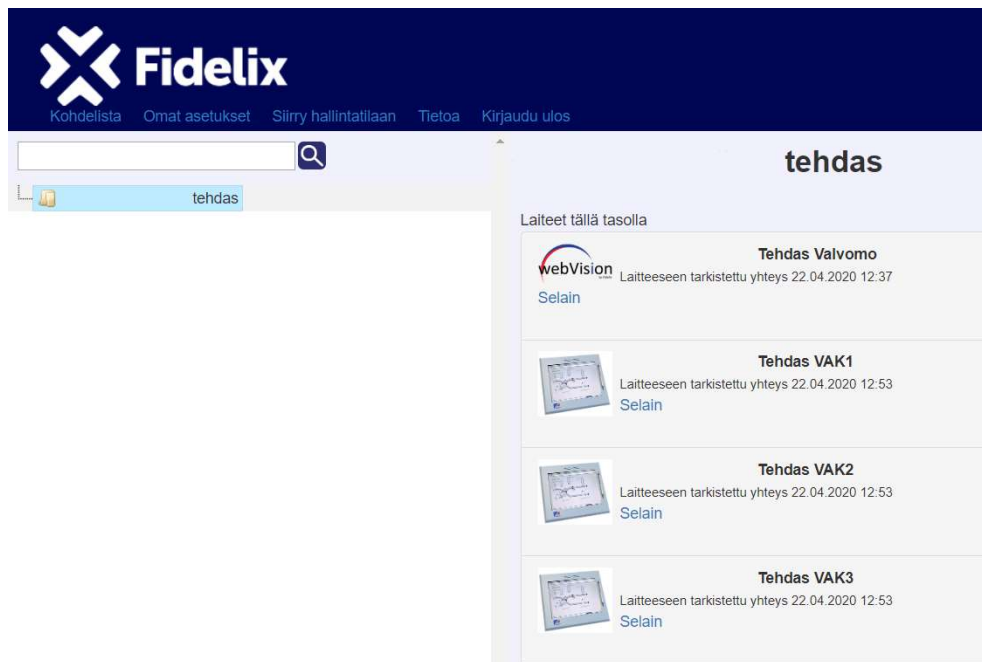 Fidelix
Kohdelista Omat asetukset Siirry hallintatilaan Tietoa Kirjaudu ulos
tehdas
tehdas
Laiteet tällä tasolla
webVision
Tehdas Valvomo
Laitteeseen tarkistettu yhteys 22.04.2020 12:37
Selain
Tehdas VAK1
Laitteeseen tarkistettu yhteys 22.04.2020 12:53
Selain
Tehdas VAK2
Laitteeseen tarkistettu yhteys 22.04.2020 12:53
Selain
Tehdas VAK3
Laitteeseen tarkistettu yhteys 22.04.2020 12:53
Selain